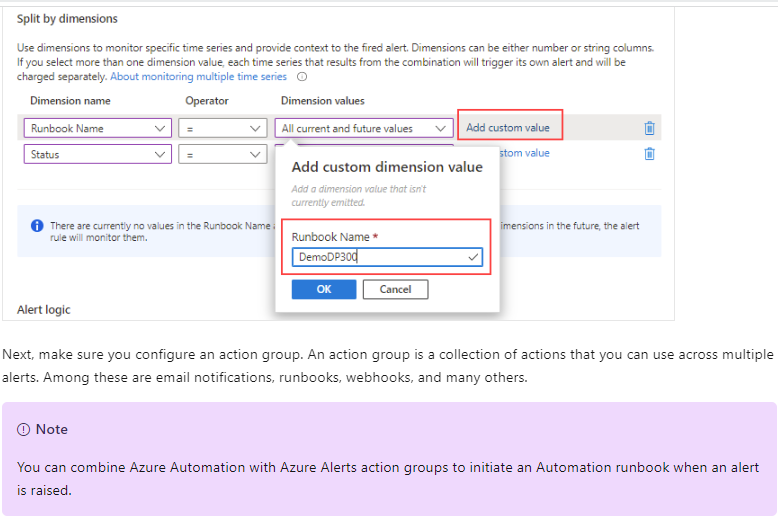 Split by dimensions
Use dimensions to monitor specific time series and provide context to the fired alert. Dimensions can be either number or string columns.
If you select more than one dimension value, each time series that results from the combination will trigger its own alert and will be
charged separately. About monitoring multiple time series
Dimension name Operator Dimension values
Runbook Name = All current and future values Add custom value
Status = stom value
Add custom dimension value
Add a dimension value that isn't
currently emitted.
There are currently no values in the Runbook Name imensions in the future, the alert
rule will monitor them.
Runbook Name *
DemoDP300
OK Cancel
Alert logic
Next, make sure you configure an action group. An action group is a collection of actions that you can use across multiple
alerts. Among these are email notifications, runbooks, webhooks, and many others.
Note
You can combine Azure Automation with Azure Alerts action groups to initiate an Automation runbook when an alert
is raised.